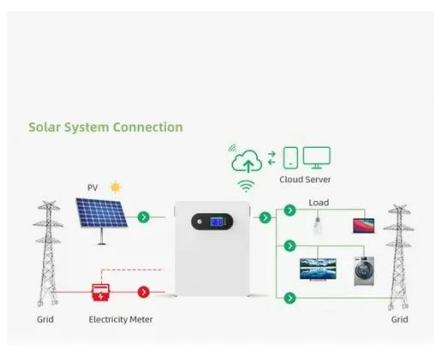 Solar System Connection
Cloud Server
PV
Load
Grid
Electricity Meter
Grid